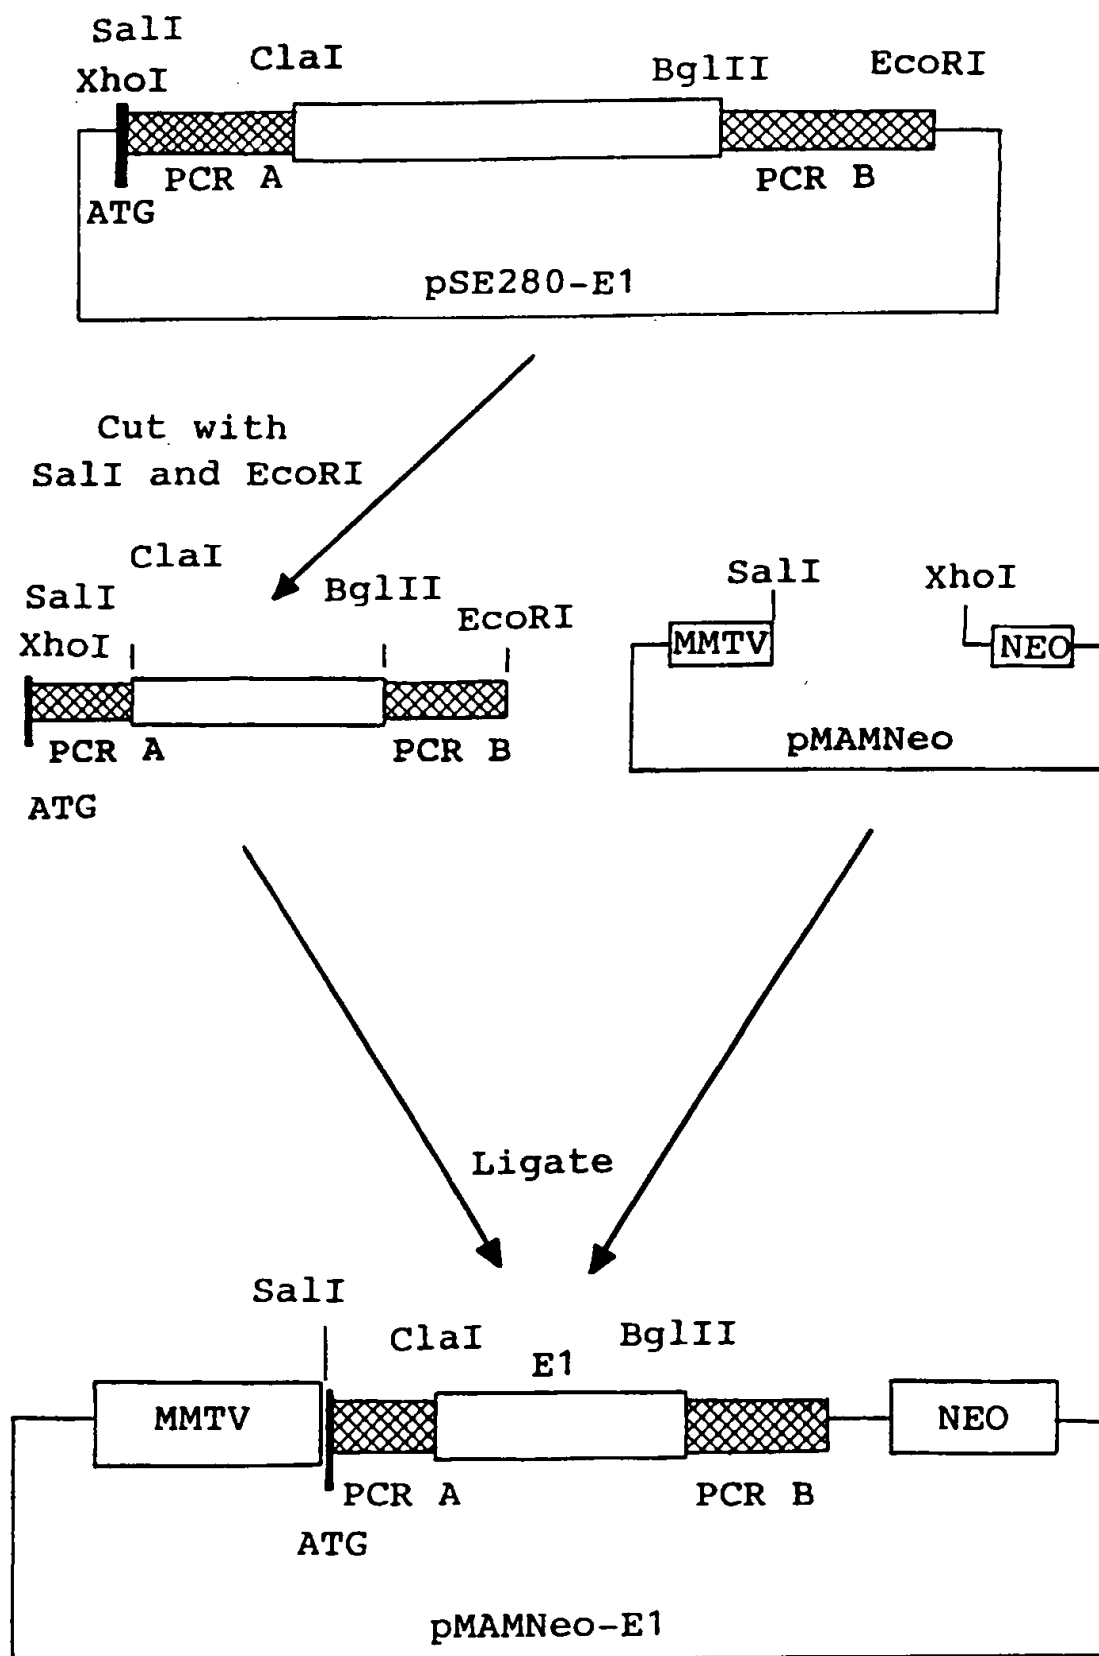 SalI
XhoI
ClaI
BglII
EcoRI
PCR A
PCR B
ATG
pSE280-E1
Cut with
SalI and EcoRI
ClaI
SalI
XhoI
BglII
EcoRI
PCR A
PCR B
ATG
SalI
XhoI
MMTV
NEO
pMAMNeo
Ligate
SalI
ClaI
E1
BglII
MMTV
NEO
PCR A
PCR B
ATG
pMAMNeo-E1